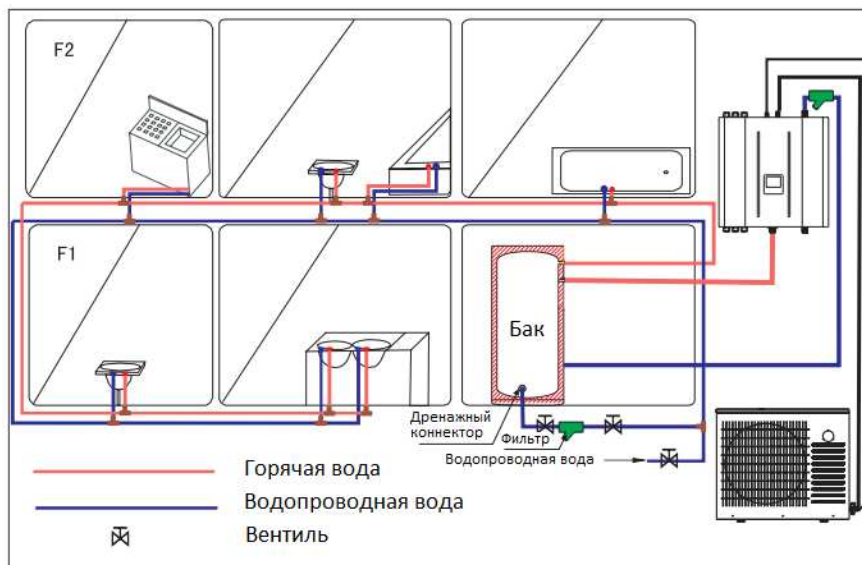 F2
F1
Бак
Дренажный
коннектор
Фильтр
Водопроводная вода
Горячая вода
Водопроводная вода
Вентиль